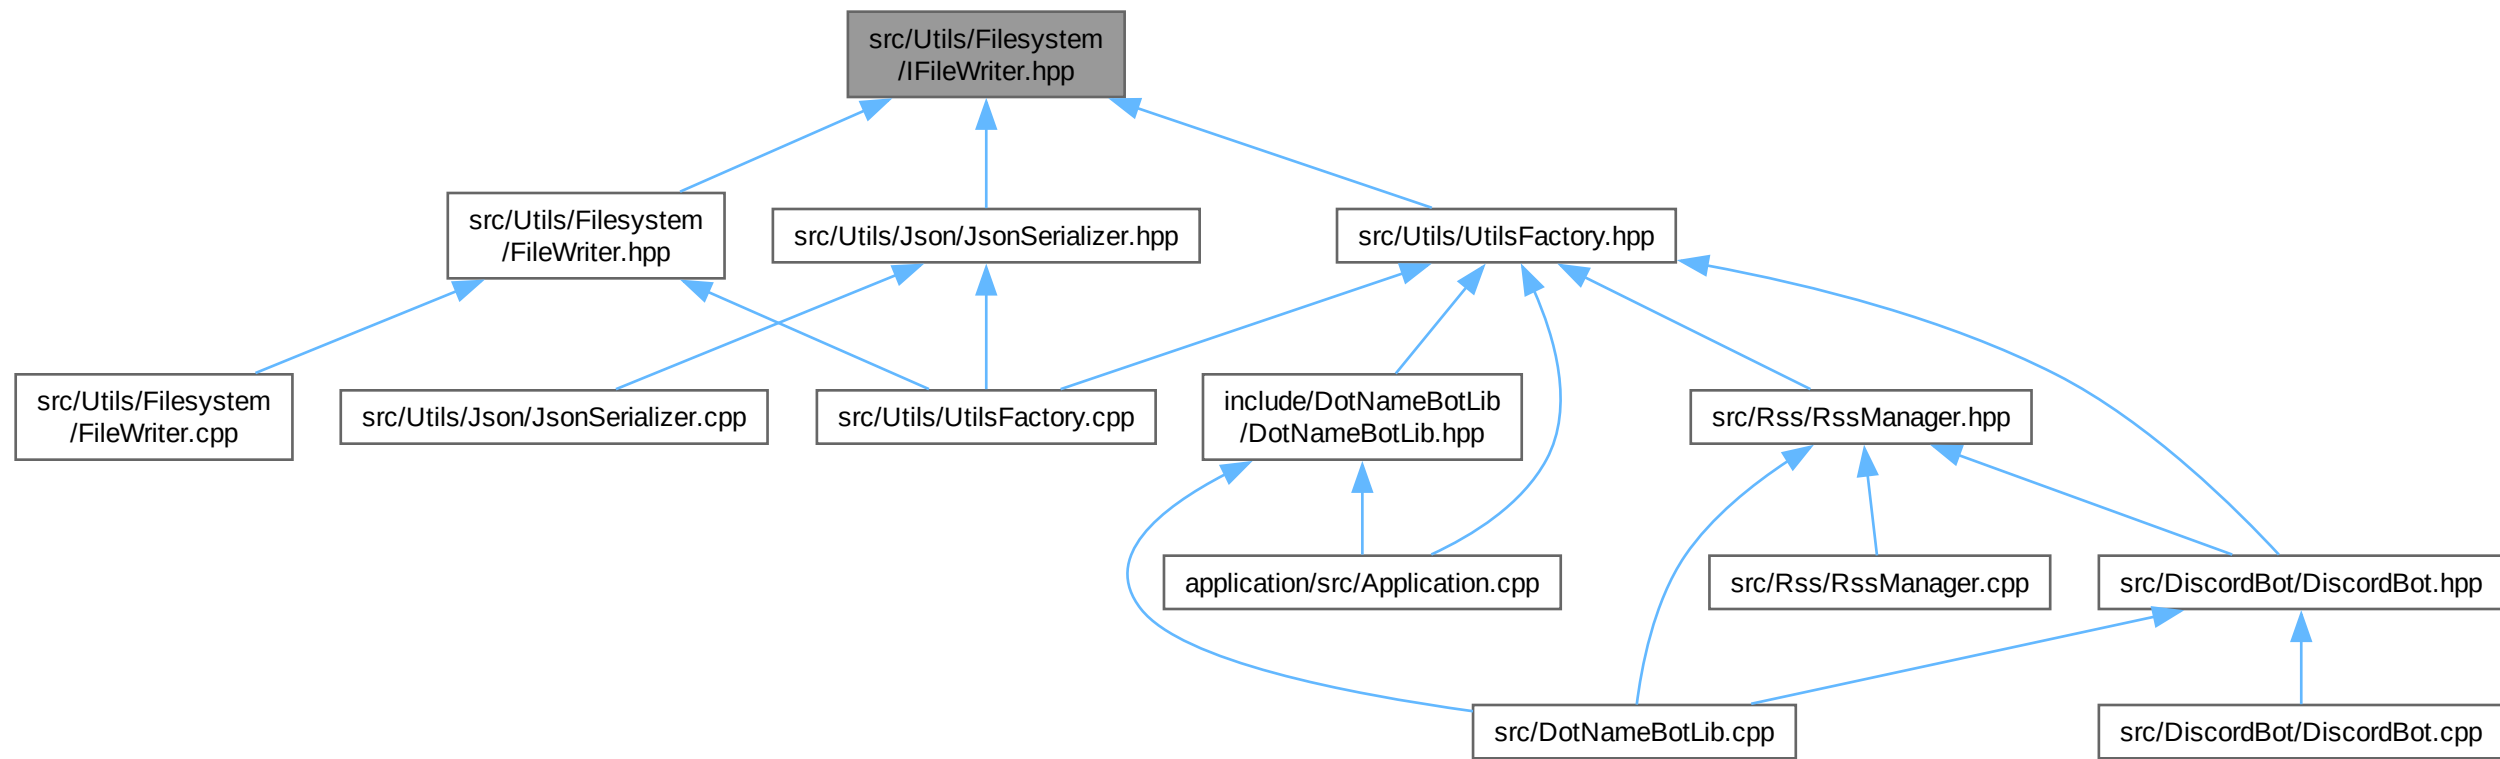 src/Utils/Filesystem
/IFileWriter.hpp
src/Utils/Filesystem
/FileWriter.hpp
src/Utils/Json/JsonSerializer.hpp
src/Utils/UtilsFactory.hpp
src/Utils/Filesystem
/FileWriter.cpp
src/Utils/Json/JsonSerializer.cpp
src/Utils/UtilsFactory.cpp
include/DotNameBotLib
/DotNameBotLib.hpp
src/Rss/RssManager.hpp
application/src/Application.cpp
src/Rss/RssManager.cpp
src/DiscordBot/DiscordBot.hpp
src/DotNameBotLib.cpp
src/DiscordBot/DiscordBot.cpp